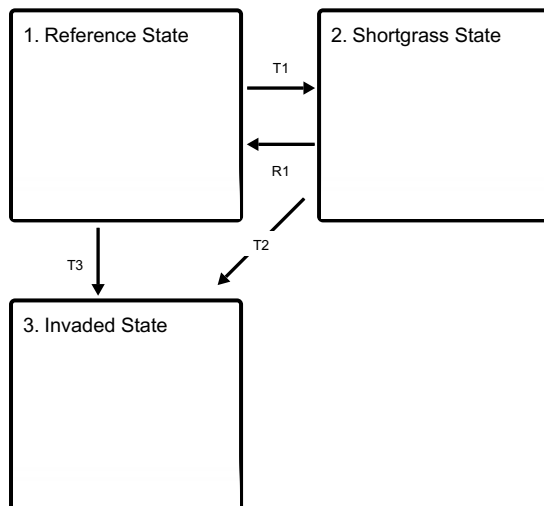 1. Reference State
2. Shortgrass State
T1
R1
T2
T3
3. Invaded State